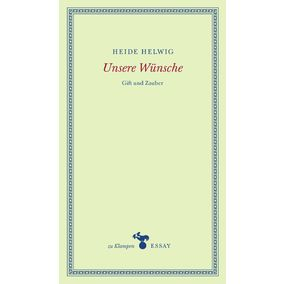 HEIDE HELWIG
Unsere Wünsche
Gift und Zauber
zu Klampen ESSAY